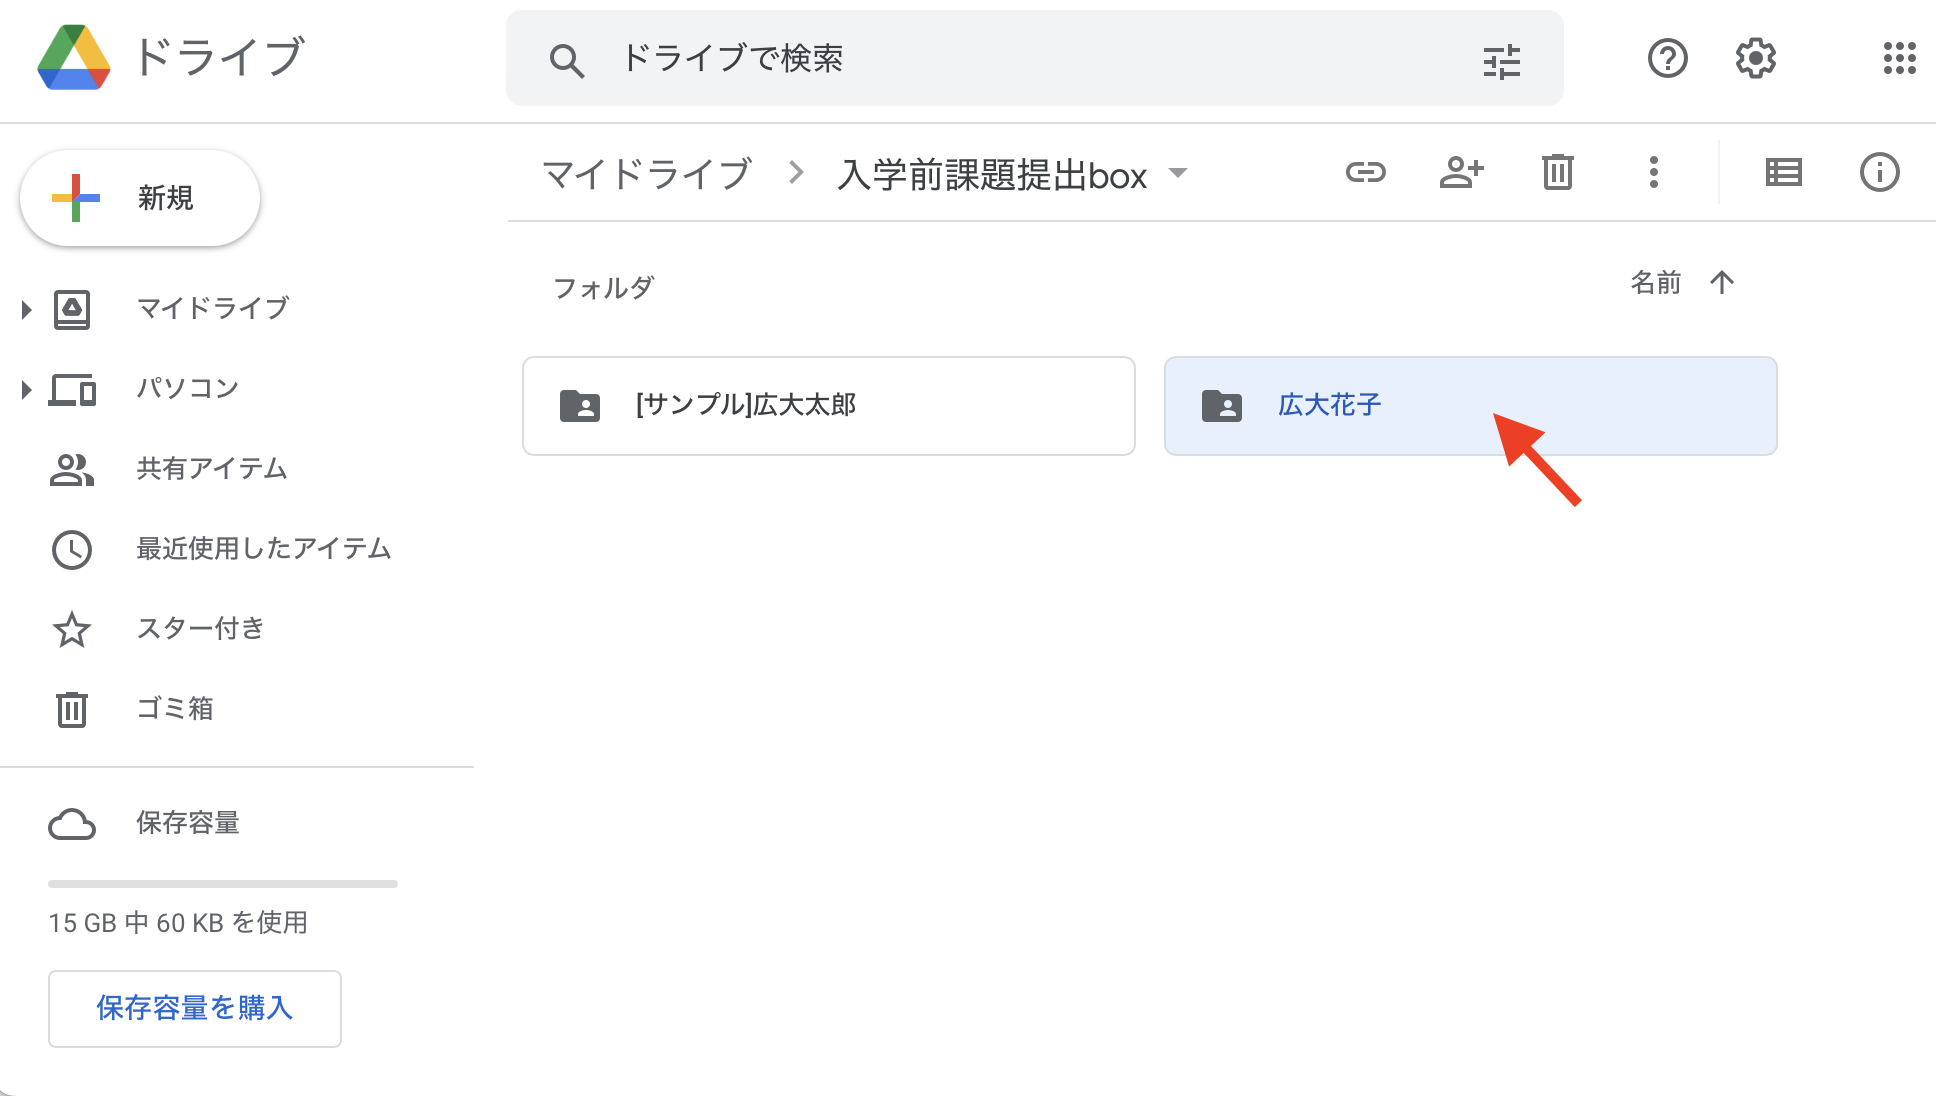 ドライブ
ドライブで検索
新規
マイドライブ
入学前課題提出box
フォルダ
名前
[サンプル]広大太郎
広大花子
マイドライブ
パソコン
共有アイテム
最近使用したアイテム
スター付き
ゴミ箱
保存容量
15 GB 中 60 KB を使用
保存容量を購入